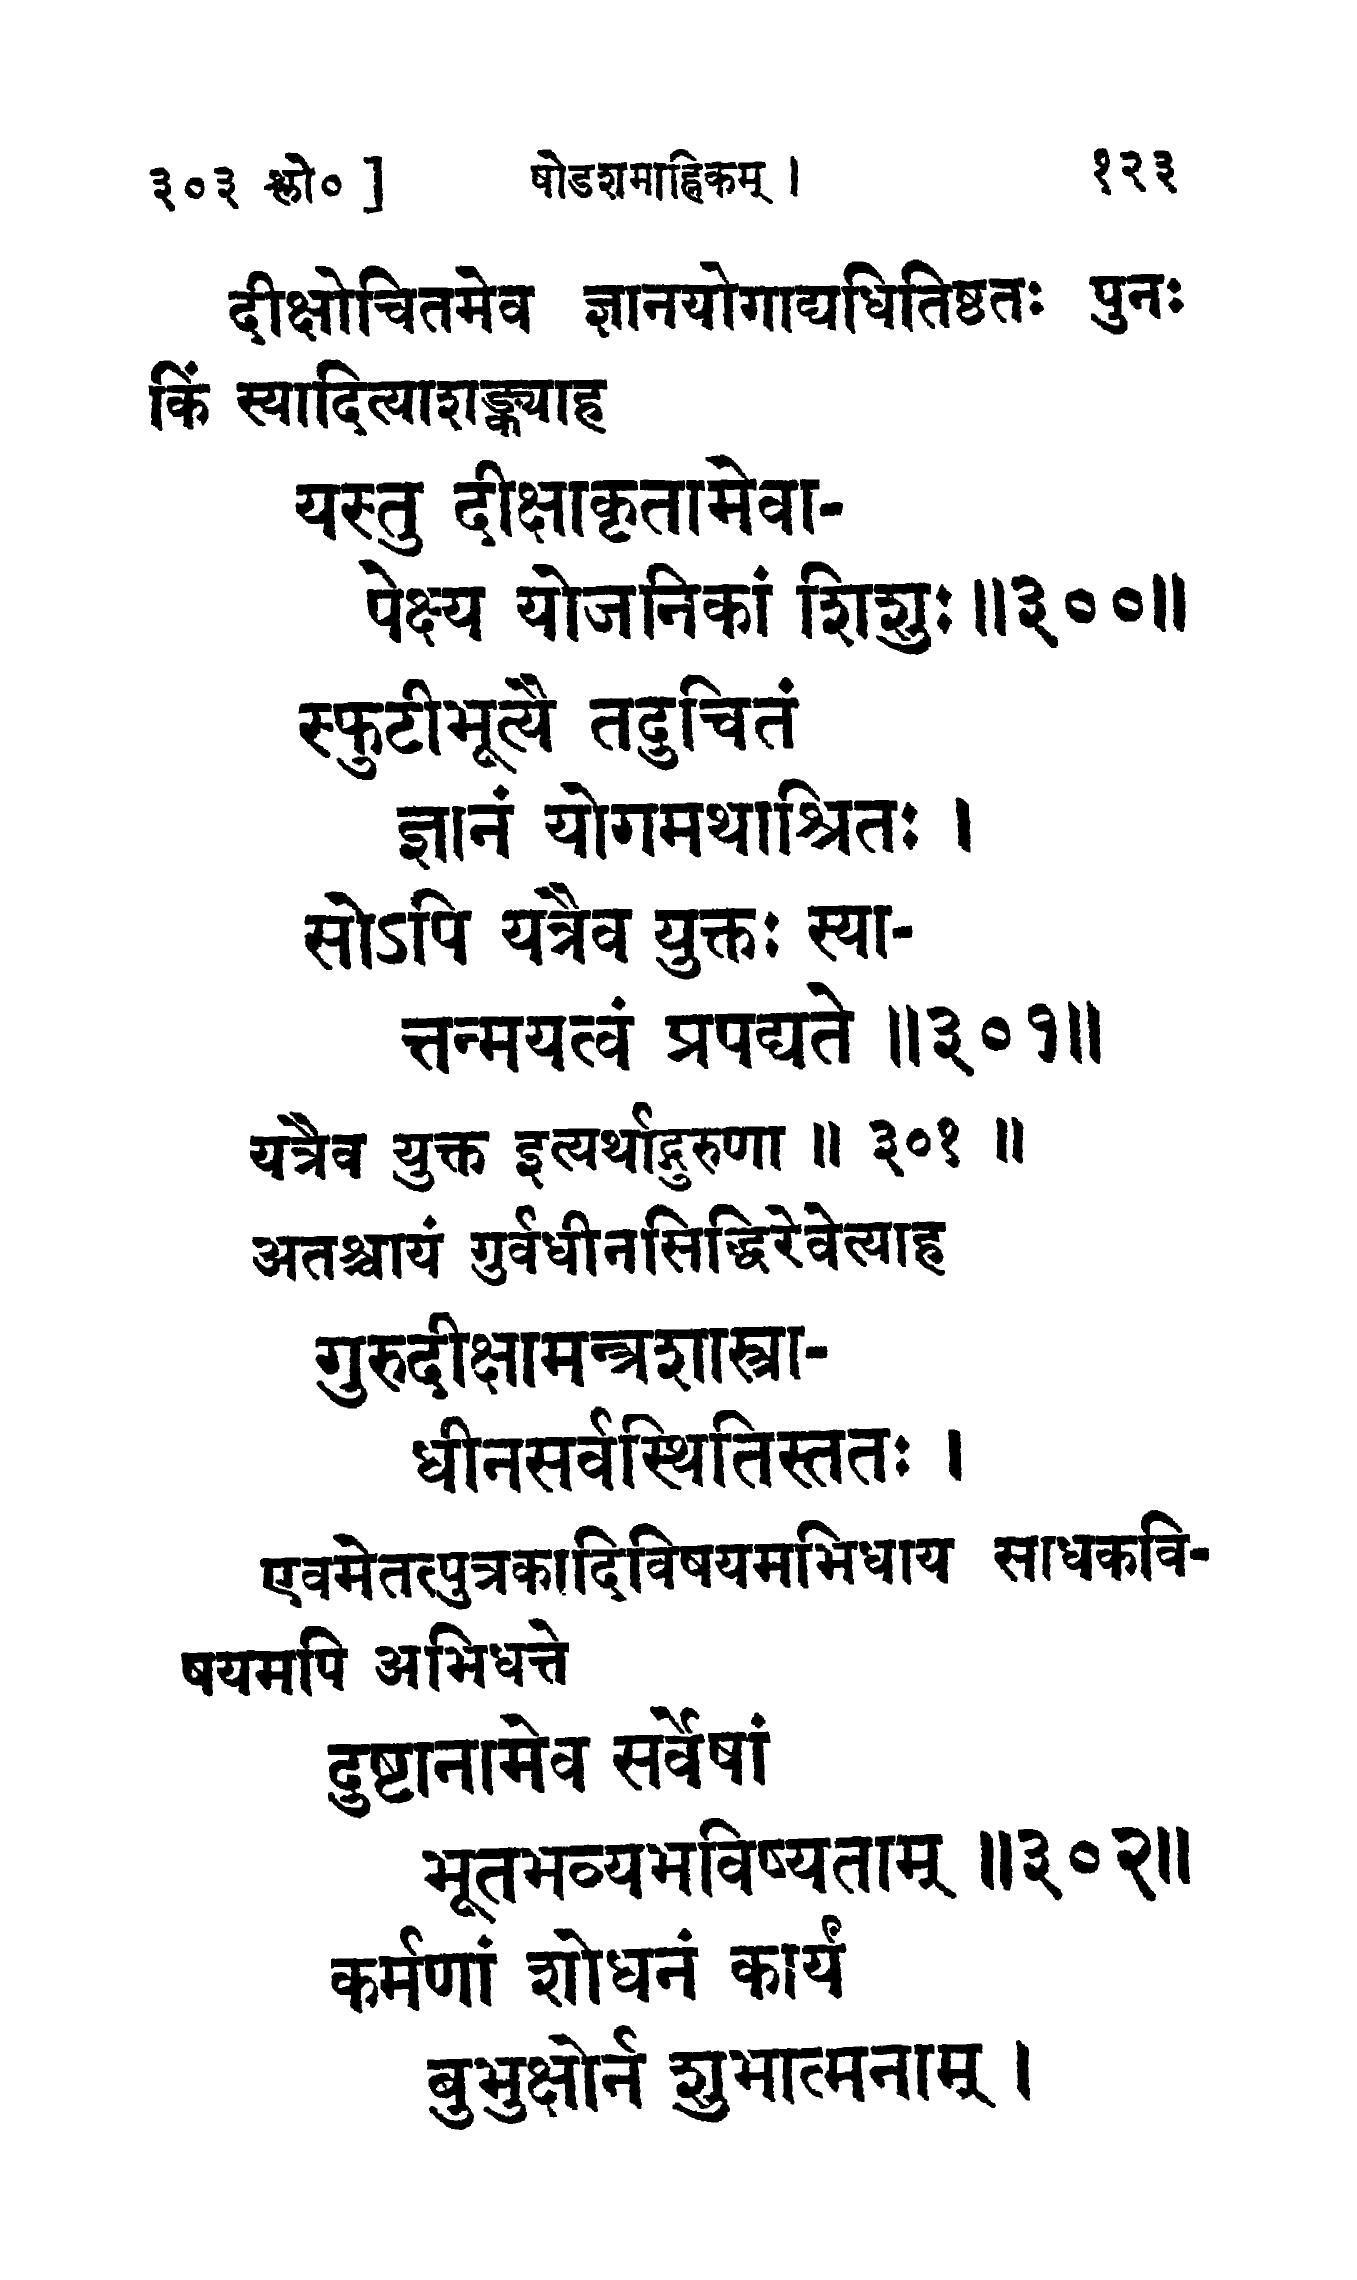 ३०३ श्लो० ] षोडशमाह्निकम् । १२३
दीक्षोचितमेव ज्ञानयोगाद्यधितिष्ठतः पुनः
किं स्यादित्याशङ्क्याह
यस्तु दीक्षाकृतामेवा-
पेक्ष्य योजनिकां शिशुः॥३००॥
स्फुटीभूत्यै तदुचितं
ज्ञानं योगमथाश्रितः ।
सोऽपि यत्रैव युक्तः स्या-
त्तन्मयत्वं प्रपद्यते ॥३०१॥
यत्रैव युक्त इत्यर्थाद्गुरुणा ॥ ३०१ ॥
अतश्चायं गुर्वधीनसिद्धिरेवेत्याह
गुरुदीक्षामन्त्रशास्त्रा-
धीनसर्वस्थितिस्ततः ।
एवमेतत्पुत्रकादिविषयमभिधाय साधकवि-
षयमपि अभिधत्ते
दुष्टानामेव सर्वेषां
भूतभव्यभविष्यताम् ॥३०२॥
कर्मणां शोधनं कार्यं
बुभुक्षोर्न शुभात्मनाम् ।